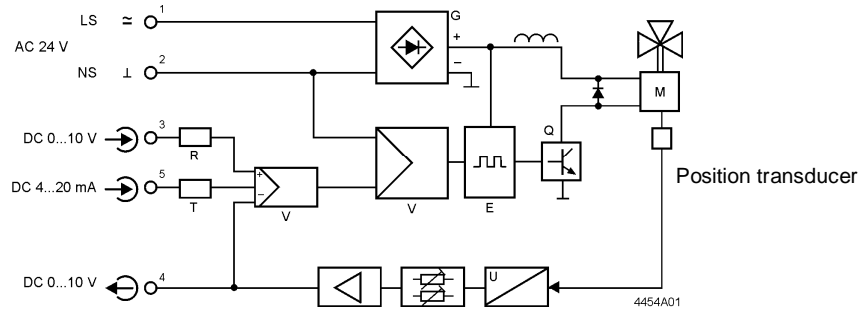 LS ≃ 1 G
+
AC 24 V
−
NS ⊥ 2
M
DC 0...10 V 3 Q
R +
DC 4...20 mA 5 − Position transducer
T V V E
DC 0...10 V 4 U
4454A01